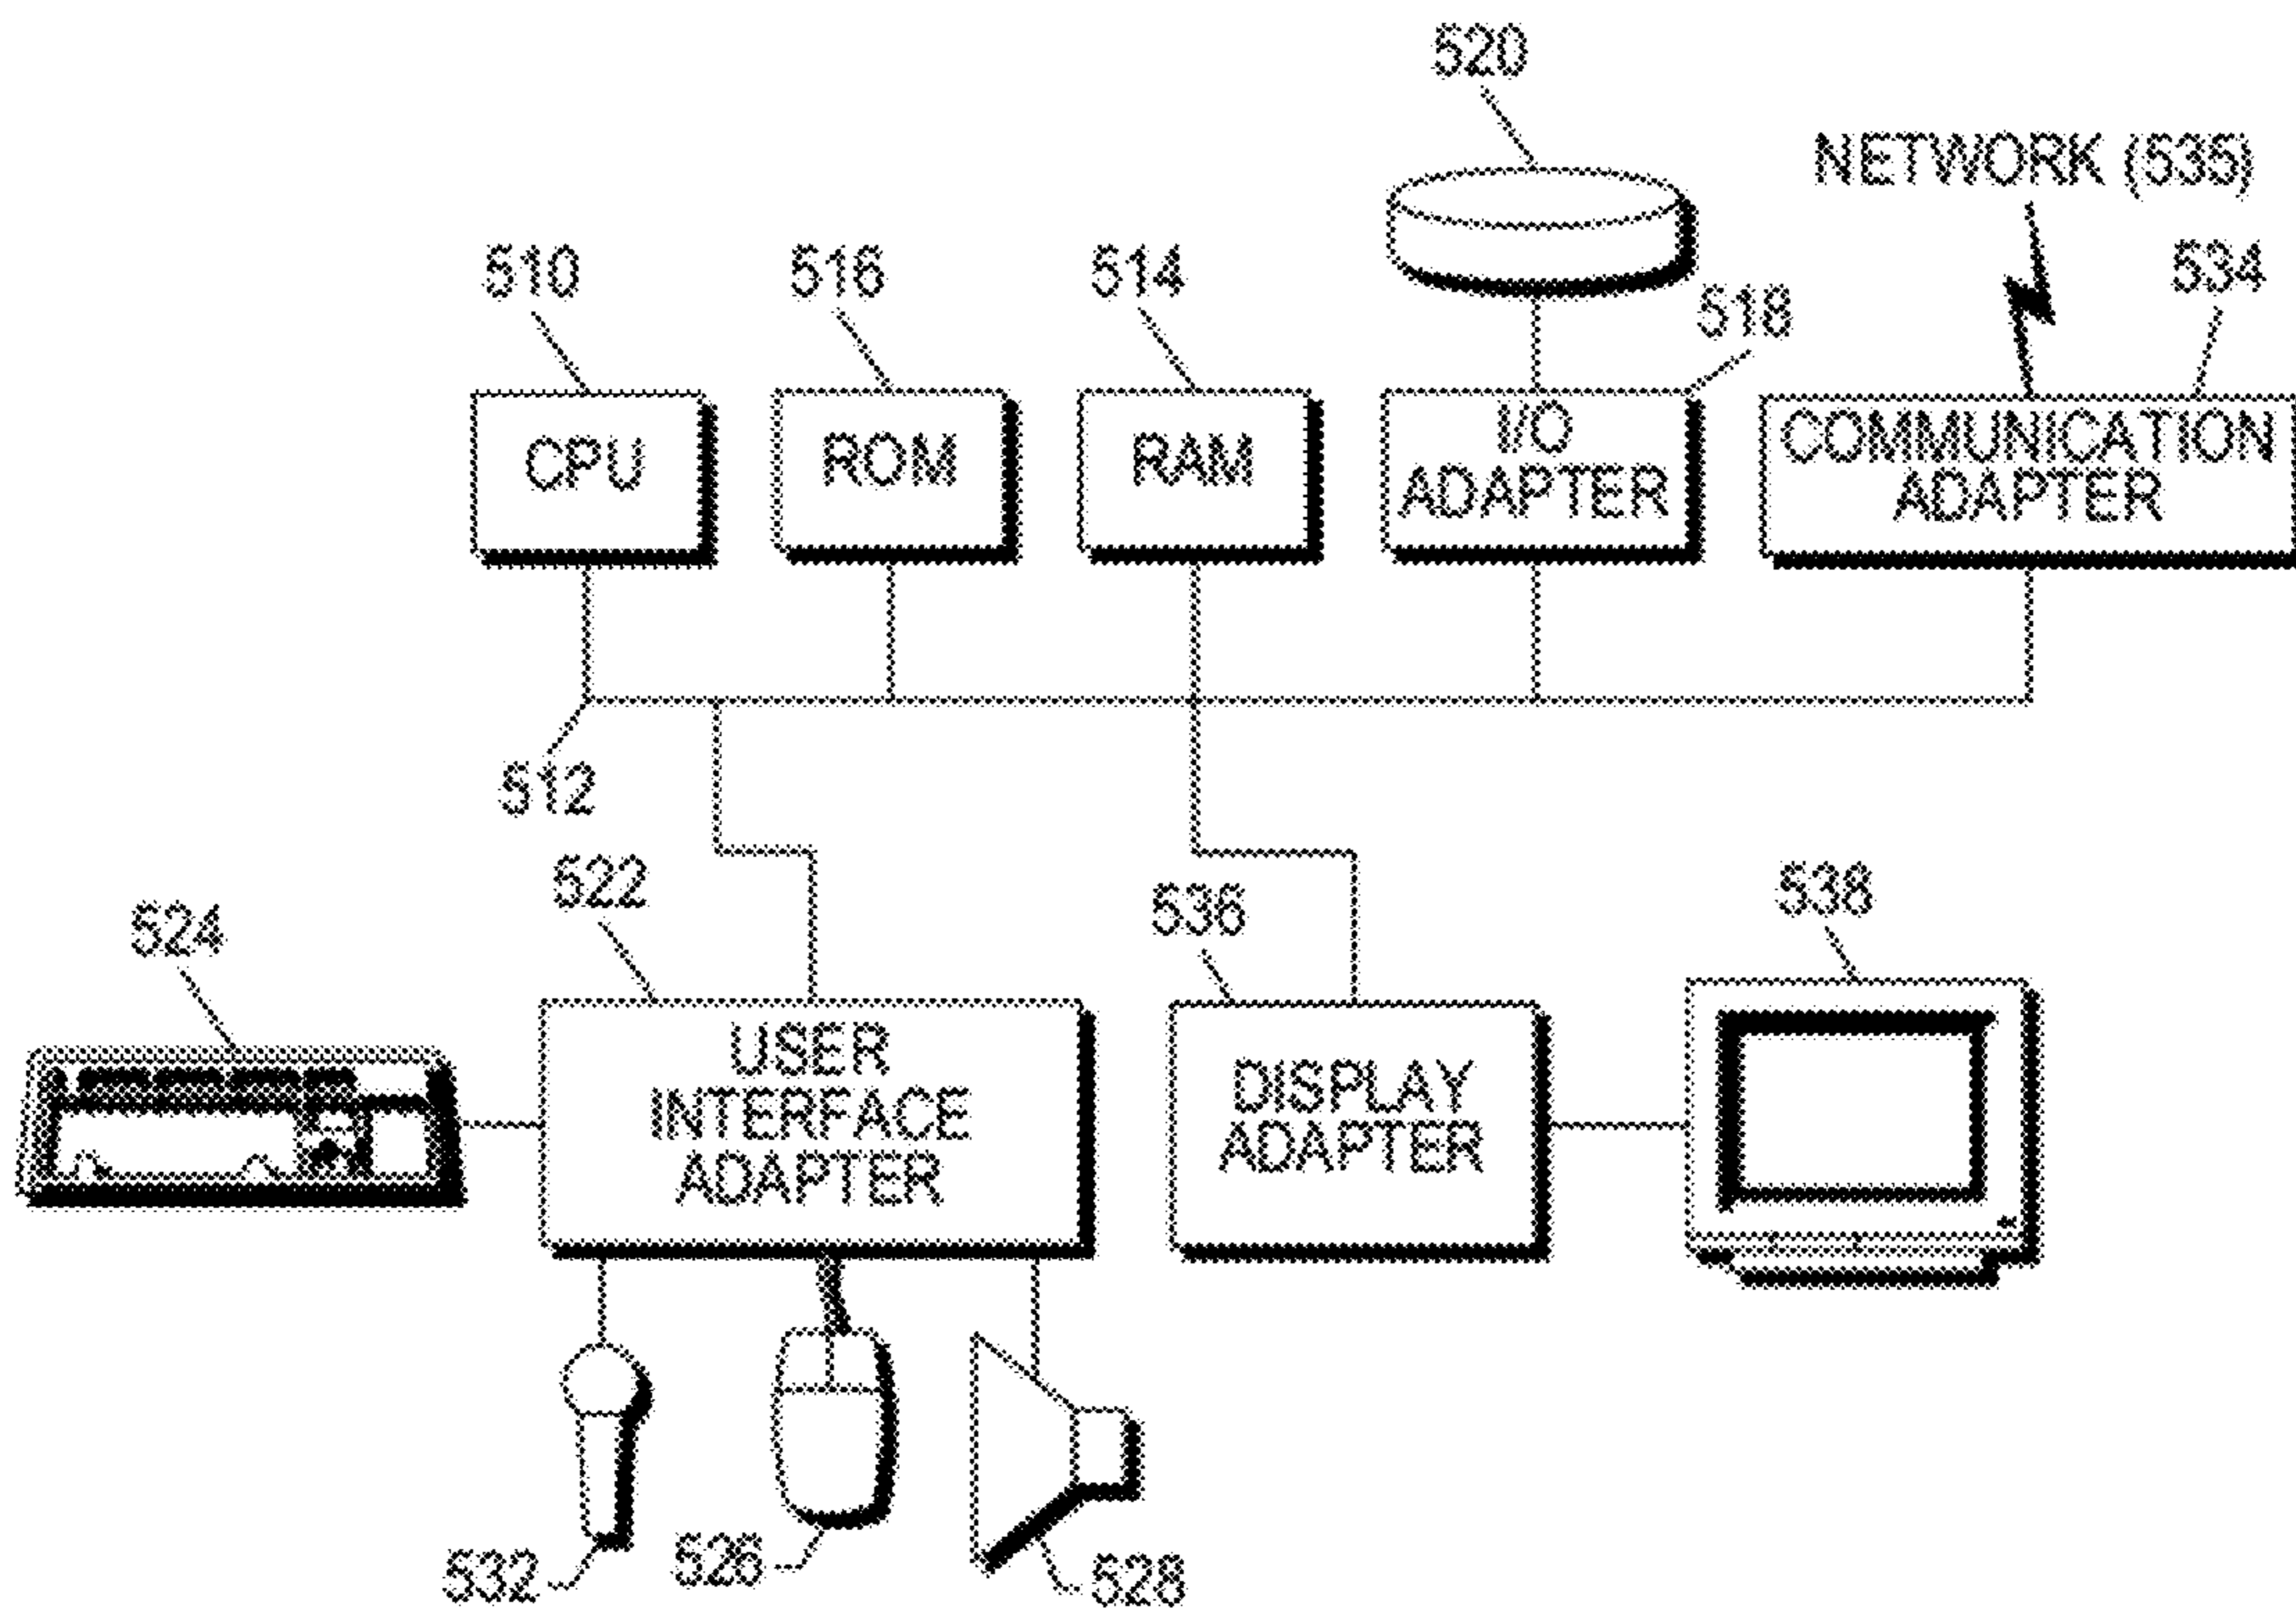 520
NETWORK (535)
510
516
514
518
534
CPU
ROM
RAM
I/O
ADAPTER
COMMUNICATION
ADAPTER
512
522
524
536
538
USER
INTERFACE
ADAPTER
DISPLAY
ADAPTER
532
526
528